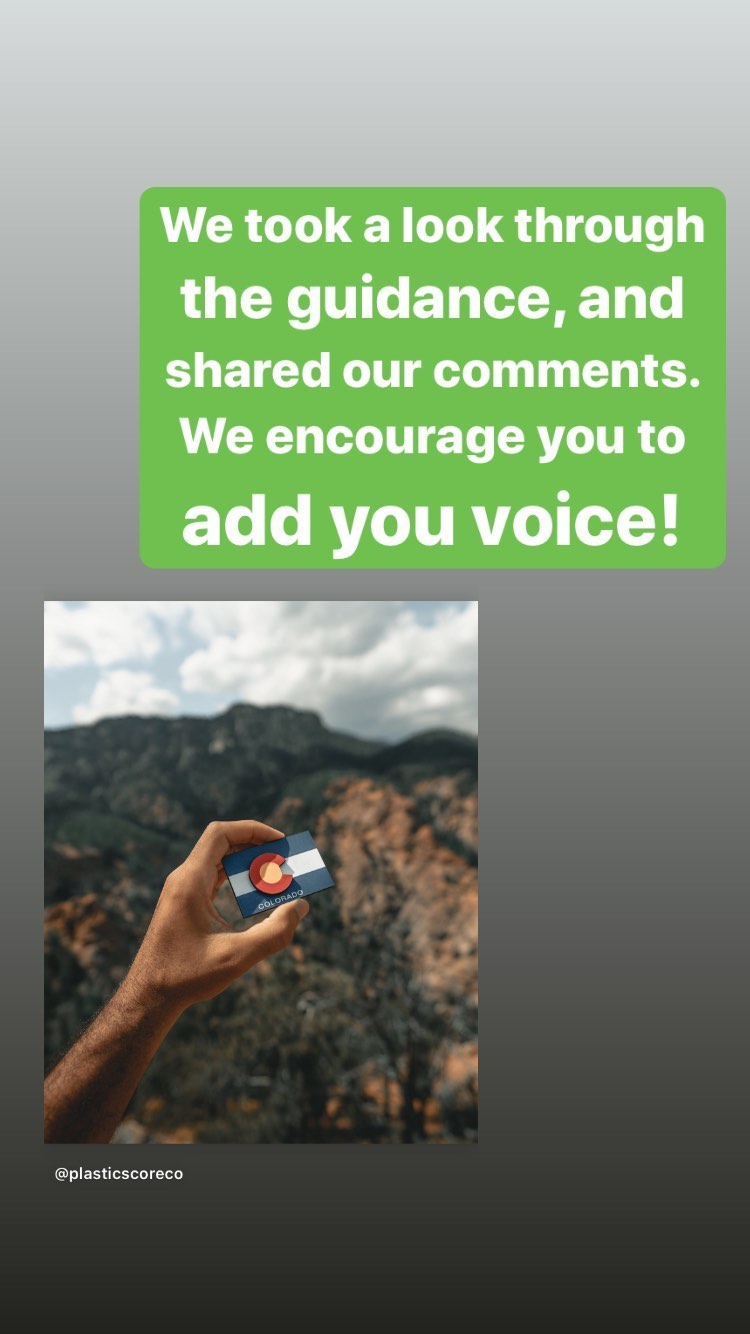 We took a look through
the guidance, and
shared our comments.
We encourage you to
add you voice!
COLORADO
@plasticscoreco